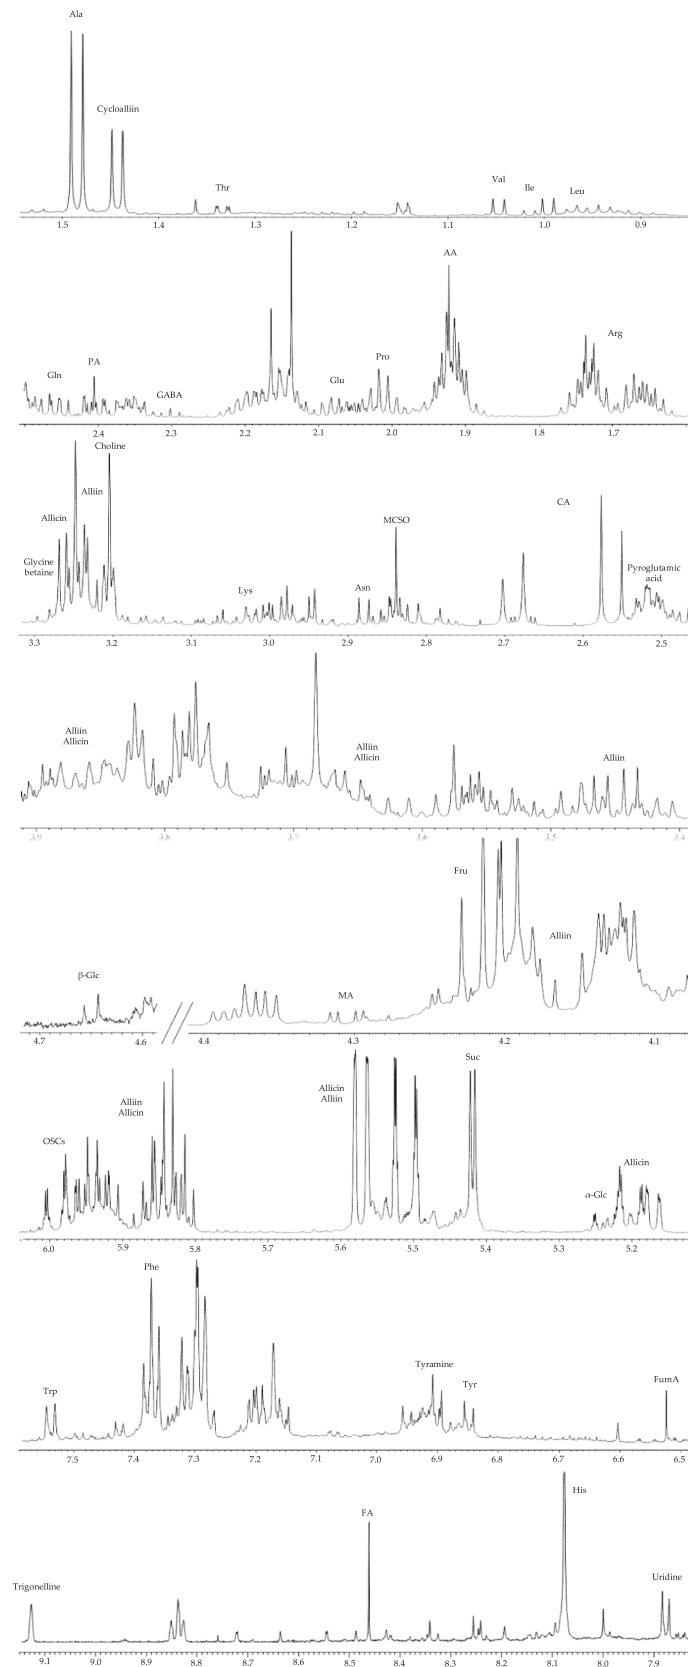 Ala
Cycloalliin
Thr
Val
Ile
Leu
1.5 1.4 1.3 1.2 1.1 1.0 0.9
AA
Arg
Pro
PA
Gln
Glu
GABA
2.4 2.3 2.2 2.1 2.0 1.9 1.8 1.7
Choline
Alliin
CA
Allicin
MCSO
Glycine
betaine
Pyroglutamic
acid
Lys
Asn
3.3 3.2 3.1 3.0 2.9 2.8 2.7 2.6 2.5
Alliin
Allicin
Alliin
Allicin
Alliin
3.9 3.8 3.7 3.6 3.5 3.4 3.40
Fru
Alliin
β-Glc
MA
4.7 4.6 4.4 4.3 4.2 4.1
Suc
Allicin
Alliin
Alliin
Allicin
OSCs
Allicin
α-Glc
6.0 5.9 5.8 5.7 5.6 5.5 5.4 5.3 5.2
Phe
Tyramine
Tyr
FumA
Trp
7.5 7.4 7.3 7.2 7.1 7.0 6.9 6.8 6.7 6.6 6.5
His
FA
Uridine
Trigonelline
9.1 9.0 8.9 8.8 8.7 8.6 8.5 8.4 8.3 8.2 8.1 8.0 7.9